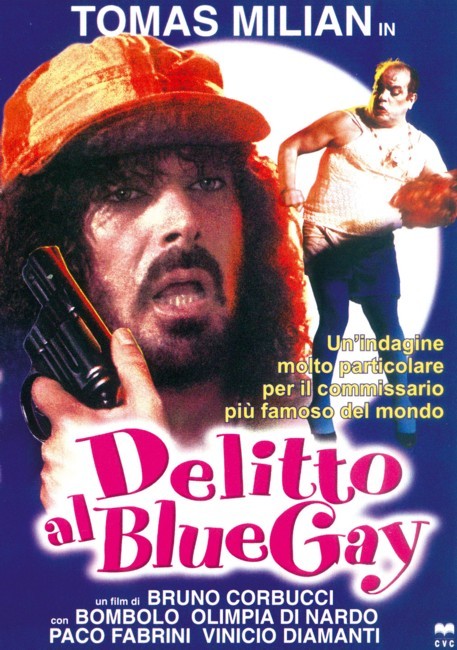 TOMAS MILIAN IN
Un'indagine
molto particolare
per il commissario
più famoso del mondo
Delitto
al BlueGay
un film di BRUNO CORBUCCI
con BOMBOLO OLIMPIA DI NARDO
PACO FABRINI VINICIO DIAMANTI
CVC